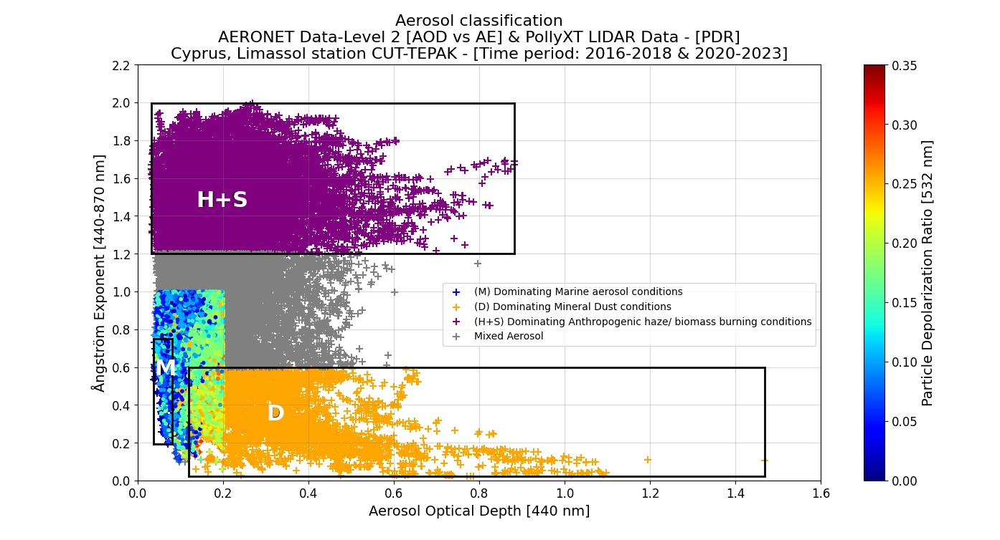 Aerosol classification
AERONET Data-Level 2 [AOD vs AE] & PollyXT LIDAR Data - [PDR]
Cyprus, Limassol station CUT-TEPAK - [Time period: 2016-2018 & 2020-2023]
2.2
2.0
1.8
1.6
1.4
1.2
1.0
0.8
0.6
0.4
0.2
0.0
Ångström Exponent [440-870 nm]
H+S
M
D
(M) Dominating Marine aerosol conditions
(D) Dominating Mineral Dust conditions
(H+S) Dominating Anthropogenic haze/ biomass burning conditions
Mixed Aerosol
0.0 0.2 0.4 0.6 0.8 1.0 1.2 1.4 1.6
Aerosol Optical Depth [440 nm]
0.35
0.30
0.25
0.20
0.15
0.10
0.05
0.00
Particle Depolarization Ratio [532 nm]